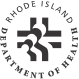 RHODE ISLAND
DEPARTMENT OF HEALTH